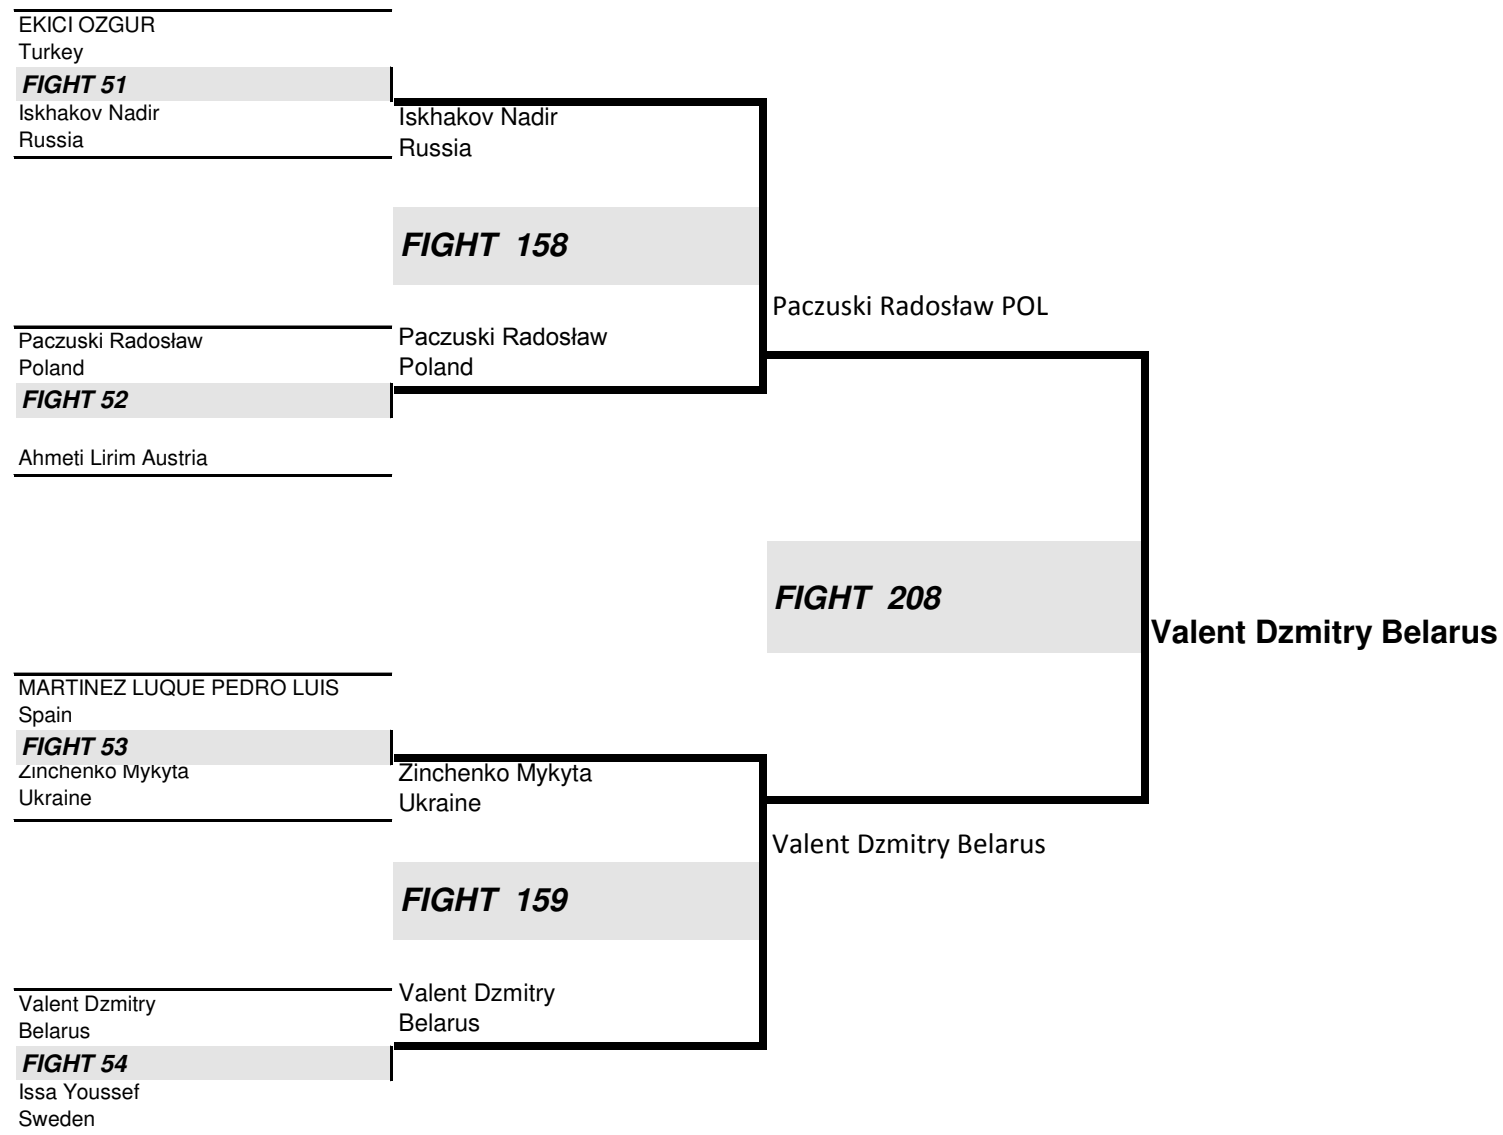 EKICI OZGUR
Turkey
FIGHT 51
Iskhakov Nadir
Russia
Iskhakov Nadir
Russia
FIGHT 158
Paczuski Radosław POL
Paczuski Radosław
Poland
Paczuski Radosław
Poland
FIGHT 52
Ahmeti Lirim Austria
FIGHT 208
Valent Dzmitry Belarus
MARTINEZ LUQUE PEDRO LUIS
Spain
FIGHT 53
Zinchenko Mykyta
Ukraine
Zinchenko Mykyta
Ukraine
Valent Dzmitry Belarus
FIGHT 159
Valent Dzmitry
Belarus
Valent Dzmitry
Belarus
FIGHT 54
Issa Youssef
Sweden